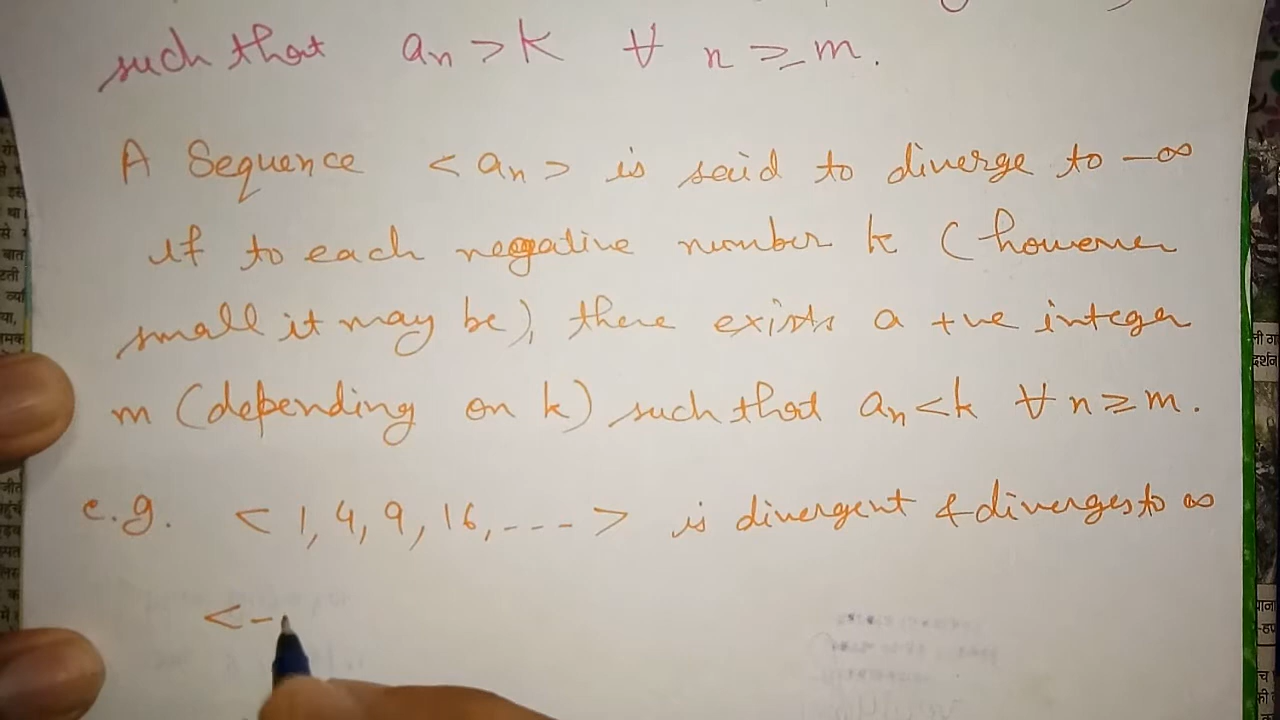 such that aₙ > k ∀ n ≥ m.
A Sequence < aₙ > is said to diverge to -∞
if to each negative number k (however
small it may be), there exists a +ve integer
m (depending on k) such that aₙ < k ∀ n ≥ m.
e.g. < 1, 4, 9, 16, ---- > is divergent & diverges to ∞
< -